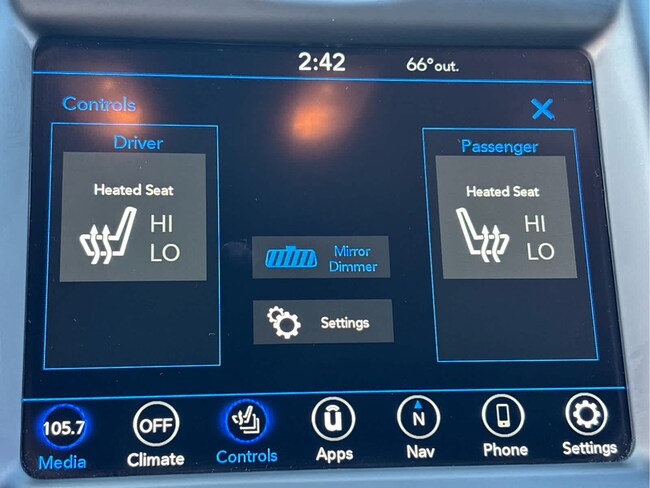 2:42 66°out.
Controls
Driver
Heated Seat
HI
LO
Mirror
Dimmer
Settings
Passenger
Heated Seat
HI
LO
105.7 OFF ū N
Media Climate Controls Apps Nav Phone Settings